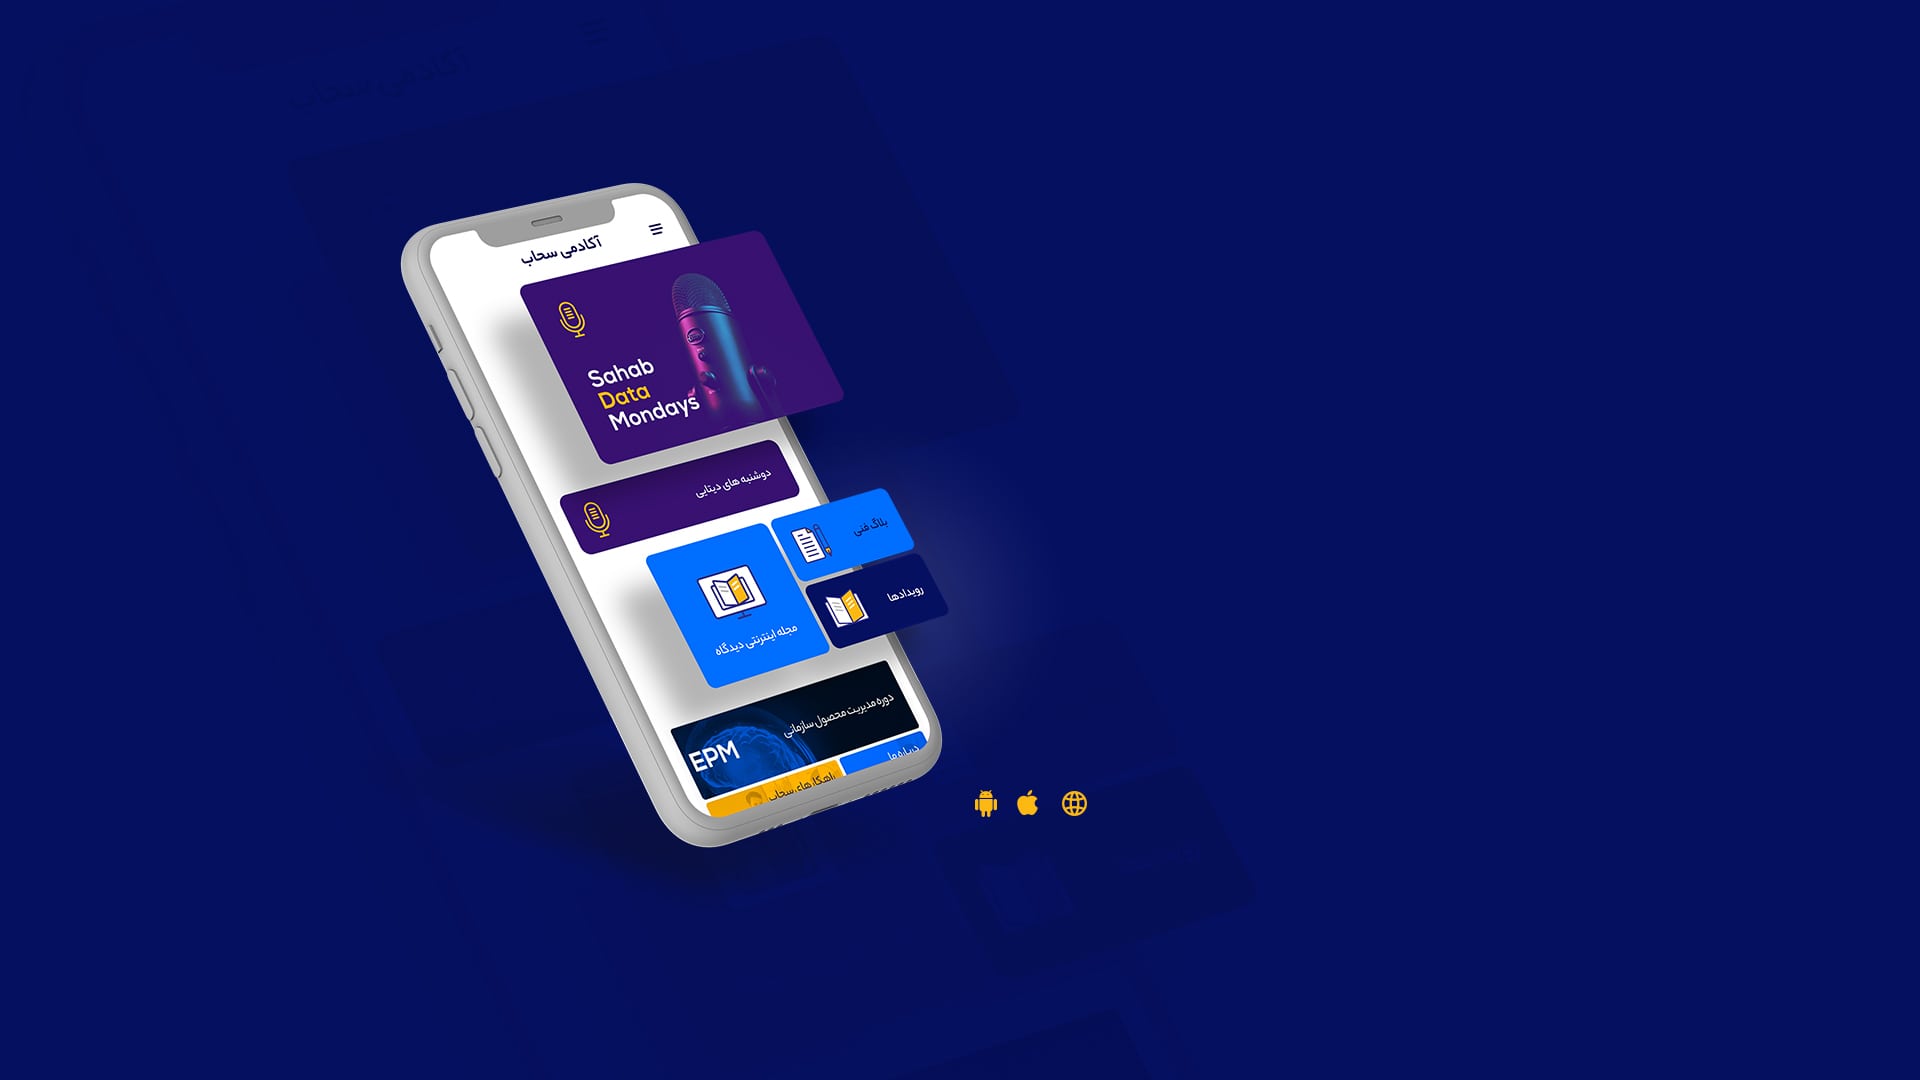 آکادمی سحاب
Sahab
Data
Mondays
دوشنبه های دیتایی
بلاگ فنی
رویدادها
مجله اینترنتی دیدگاه
دوره مدیریت محصول سازمانی
EPM
درباره ما
راهکارهای سحاب